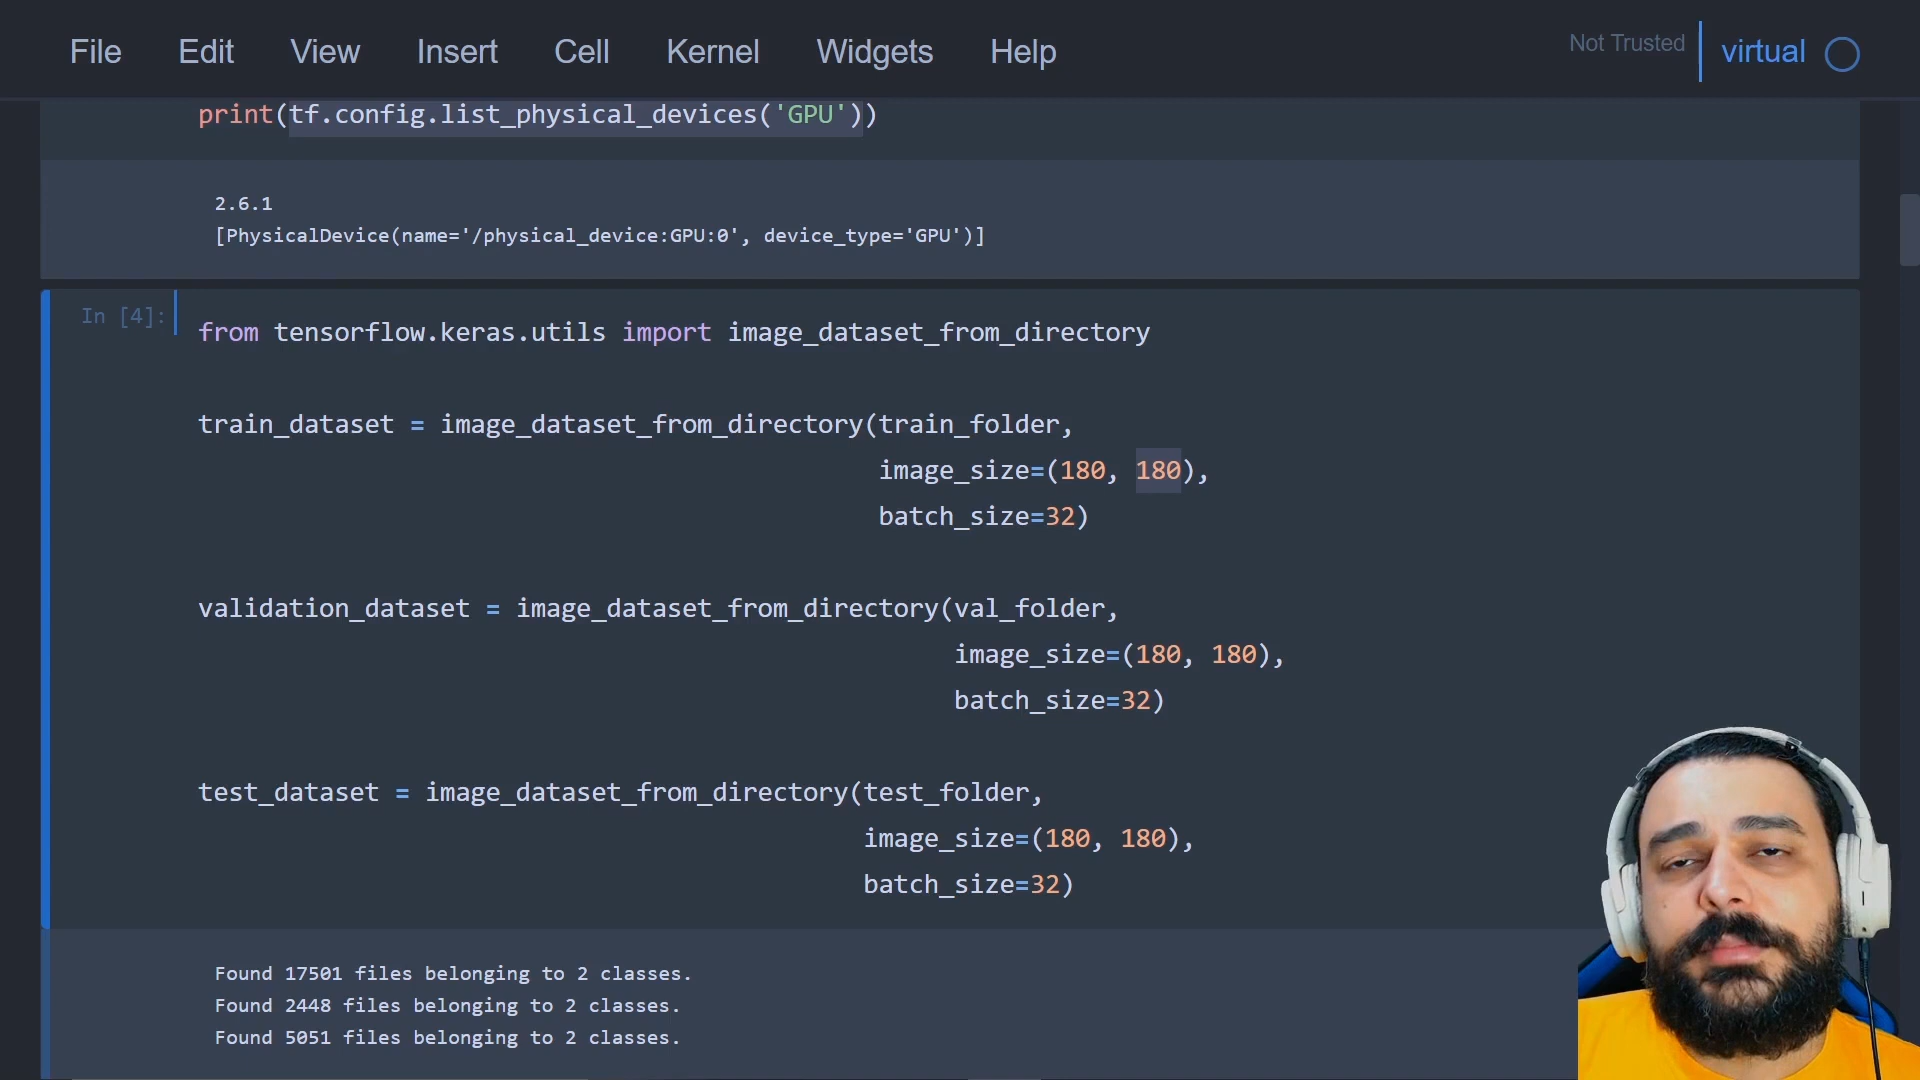 File Edit View Insert Cell Kernel Widgets Help Not Trusted virtual
print(tf.config.list_physical_devices('GPU'))
2.6.1
[PhysicalDevice(name='/physical_device:GPU:0', device_type='GPU')]
In [4]:
from tensorflow.keras.utils import image_dataset_from_directory
train_dataset = image_dataset_from_directory(train_folder,
image_size=(180, 180),
batch_size=32)
validation_dataset = image_dataset_from_directory(val_folder,
image_size=(180, 180),
batch_size=32)
test_dataset = image_dataset_from_directory(test_folder,
image_size=(180, 180),
batch_size=32)
Found 17501 files belonging to 2 classes.
Found 2448 files belonging to 2 classes.
Found 5051 files belonging to 2 classes.